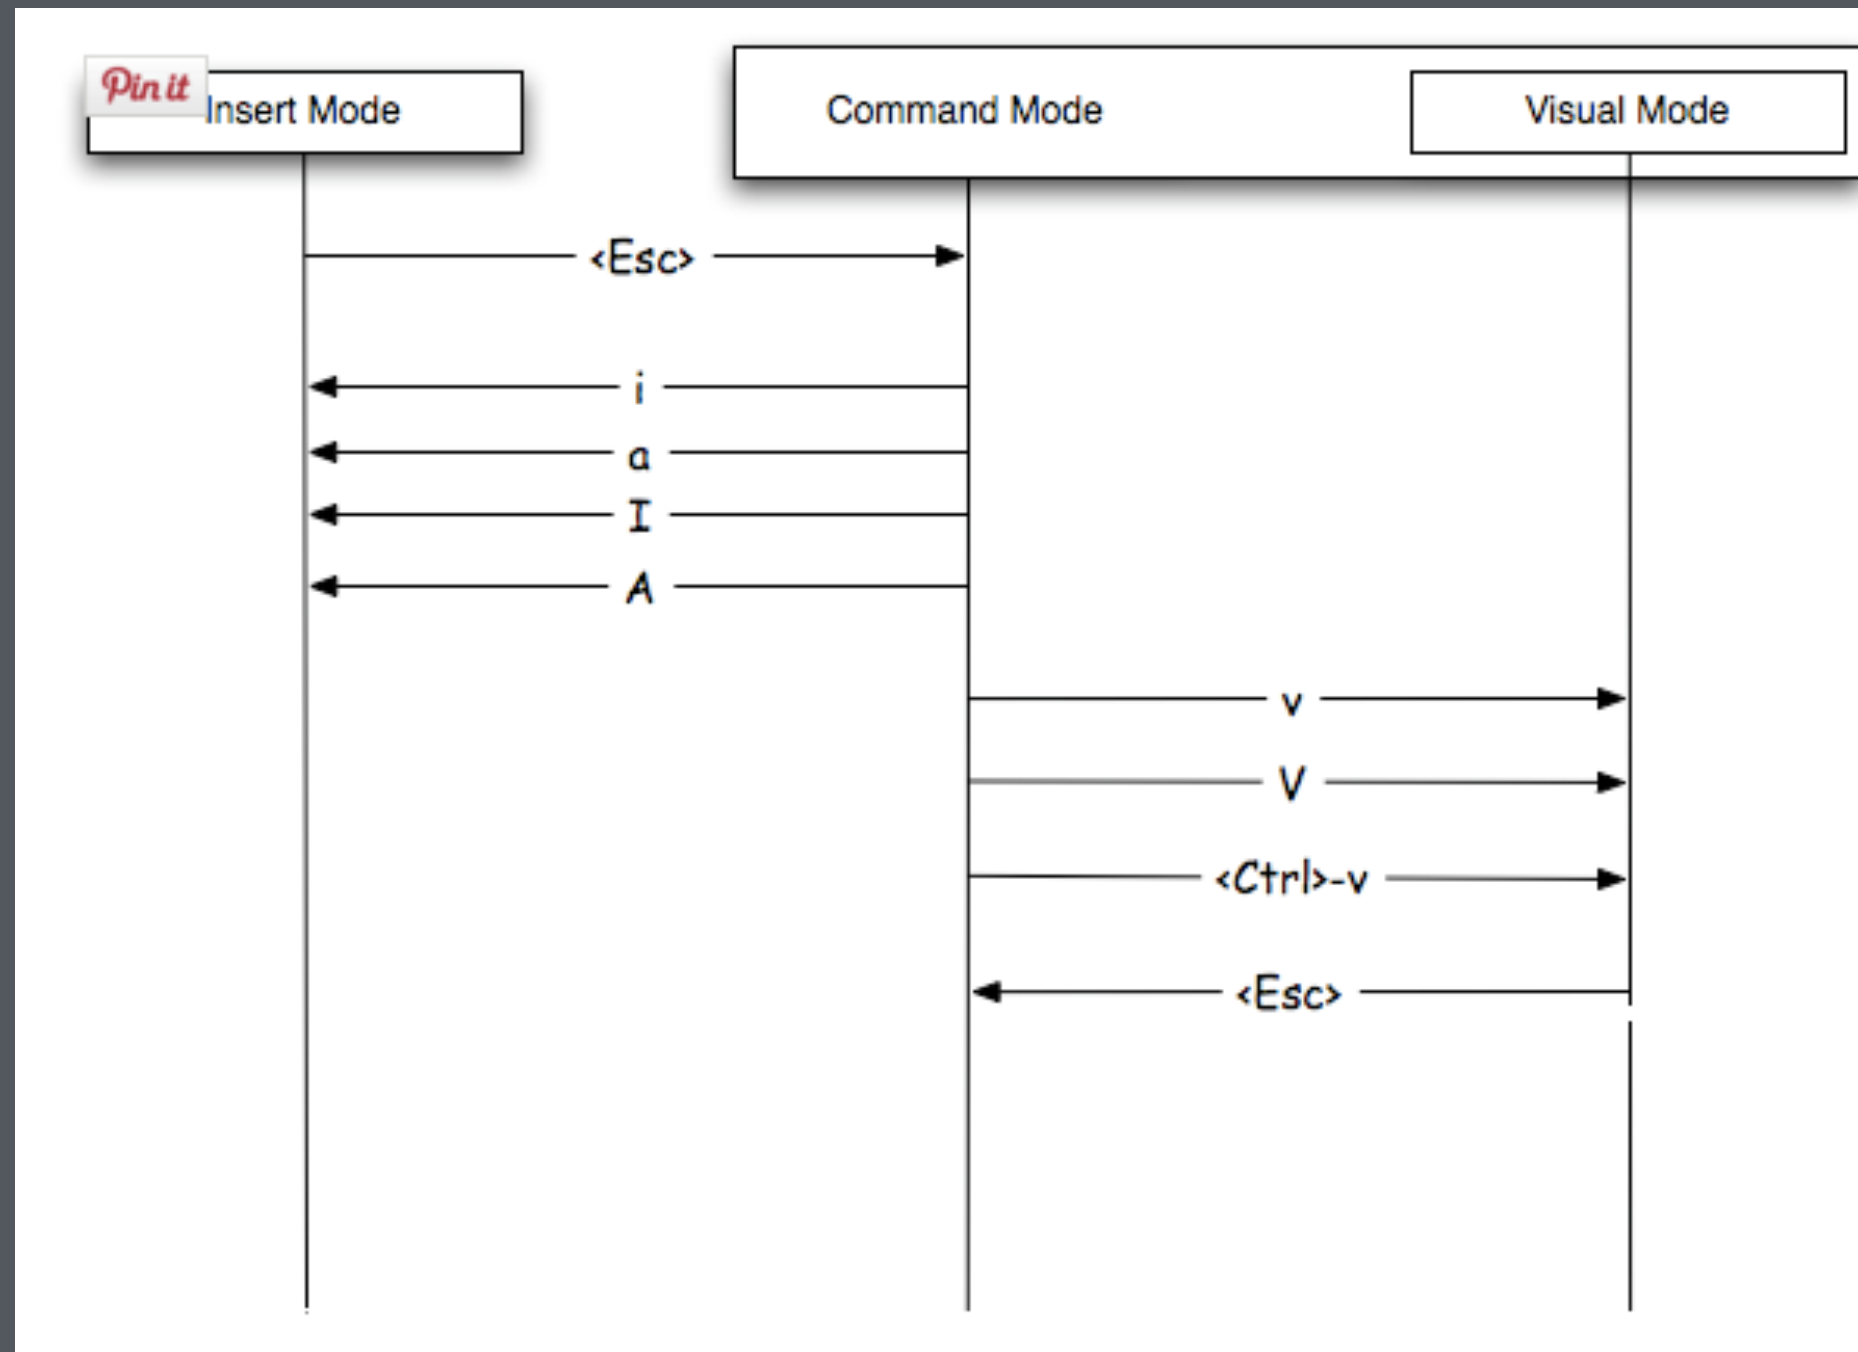 Pin it
Insert Mode
Command Mode
Visual Mode
<Esc>
i
a
I
A
v
V
<Ctrl>-v
<Esc>